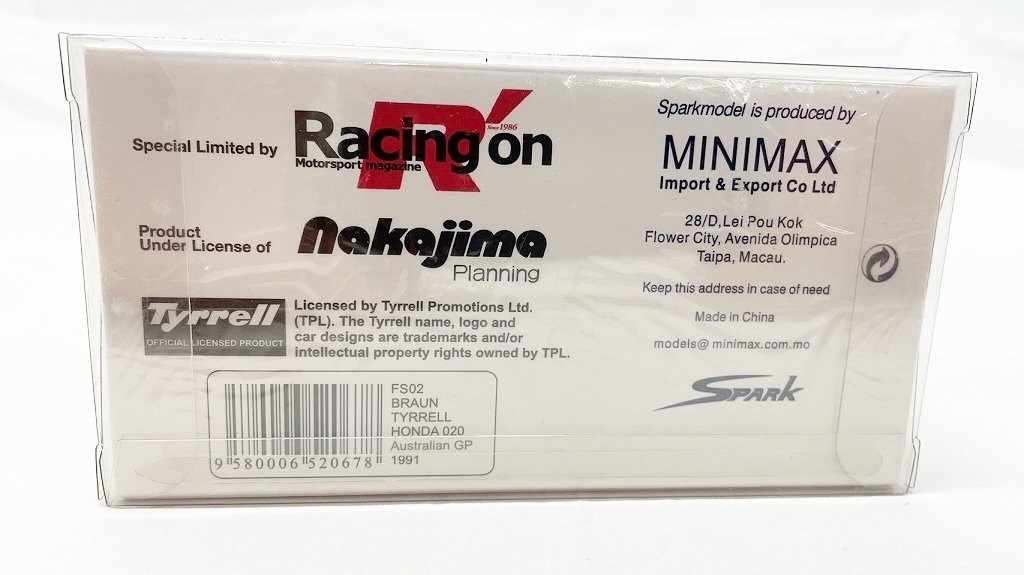 Special Limited by
R'
Racing on
Since 1986
Motorsport magazine
Product
Under License of
Nakajima
Planning
Tyrrell
OFFICIAL LICENSED PRODUCT
Licensed by Tyrrell Promotions Ltd.
(TPL). The Tyrrell name, logo and
car designs are trademarks and/or
intellectual property rights owned by TPL.
FS02
BRAUN
TYRRELL
HONDA 020
Australian GP
1991
9 580006 520678
Sparkmodel is produced by
MINIMAX
Import & Export Co Ltd
28/D,Lei Pou Kok
Flower City, Avenida Olimpica
Taipa, Macau.
Keep this address in case of need
Made in China
models@minimax.com.mo
SPARK